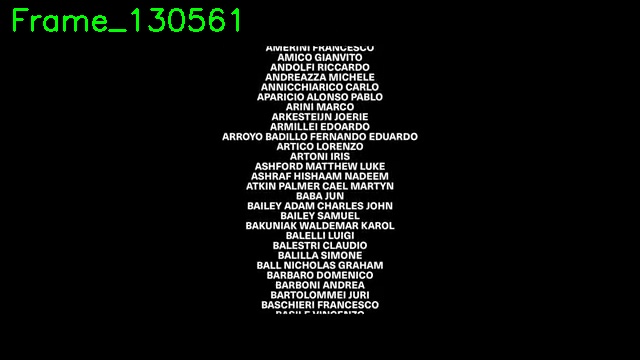 Frame_130561
AMERINI FRANCESCO
AMICO GIANVITO
ANDOLFI RICCARDO
ANDREAZZA MICHELE
ANNICCHIARICO CARLO
APARICIO ALONSO PABLO
ARINI MARCO
ARKESTEIJN JOERIE
ARMILLEI EDOARDO
ARROYO BADILLO FERNANDO EDUARDO
ARTICO LORENZO
ARTONI IRIS
ASHFORD MATTHEW LUKE
ASHRAF HISHAAM NADEEM
ATKIN PALMER CAEL MARTYN
BABA JUN
BAILEY ADAM CHARLES JOHN
BAILEY SAMUEL
BAKUNIAK WALDEMAR KAROL
BALELLI LUIGI
BALESTRI CLAUDIO
BALILLA SIMONE
BALL NICHOLAS GRAHAM
BARBARO DOMENICO
BARBONI ANDREA
BARTOLOMMEI JURI
BASCHIERI FRANCESCO
BASILE VINCENZO